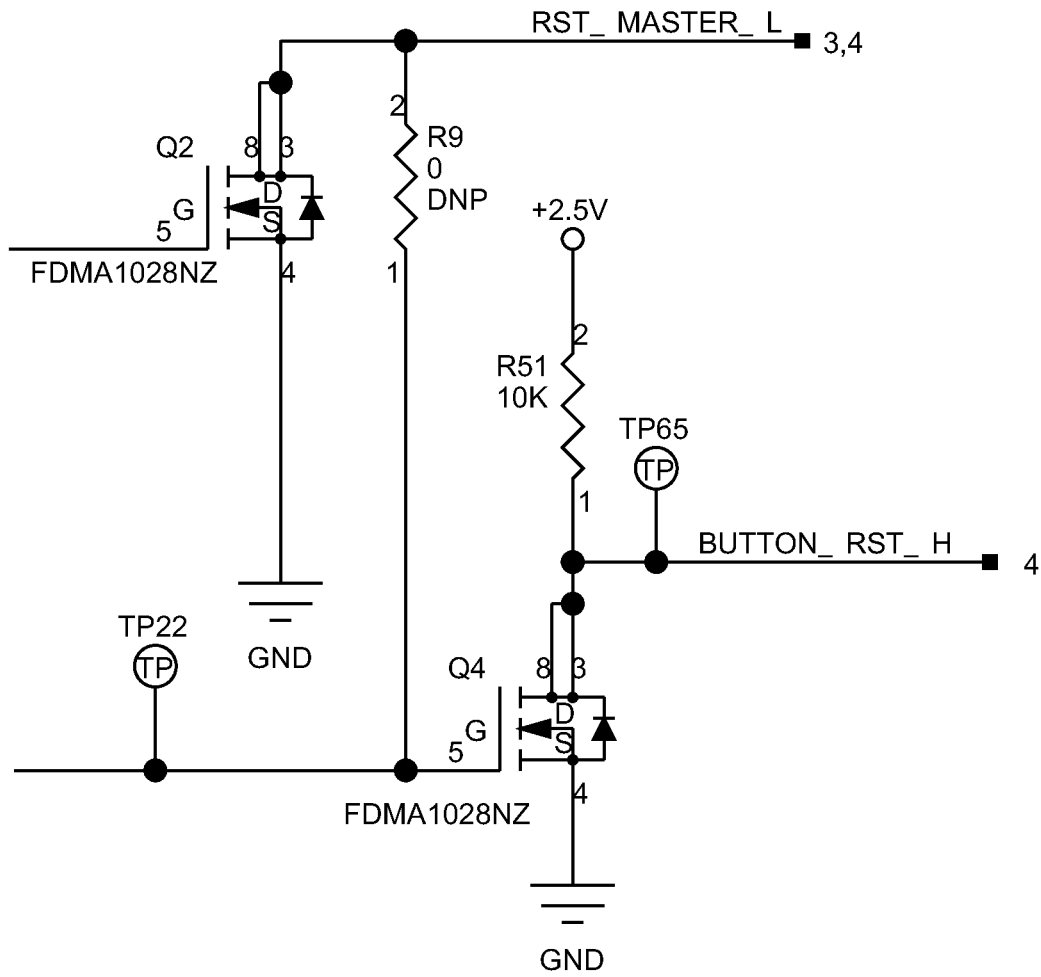 RST_ MASTER_ L
3,4
2
Q2
8
3
R9
0
DNP
D
G
S
5
+2.5V
FDMA1028NZ
4
1
2
R51
10K
TP65
TP
1
BUTTON_ RST_ H
4
TP22
GND
TP
Q4
8
3
D
G
S
5
4
FDMA1028NZ
GND